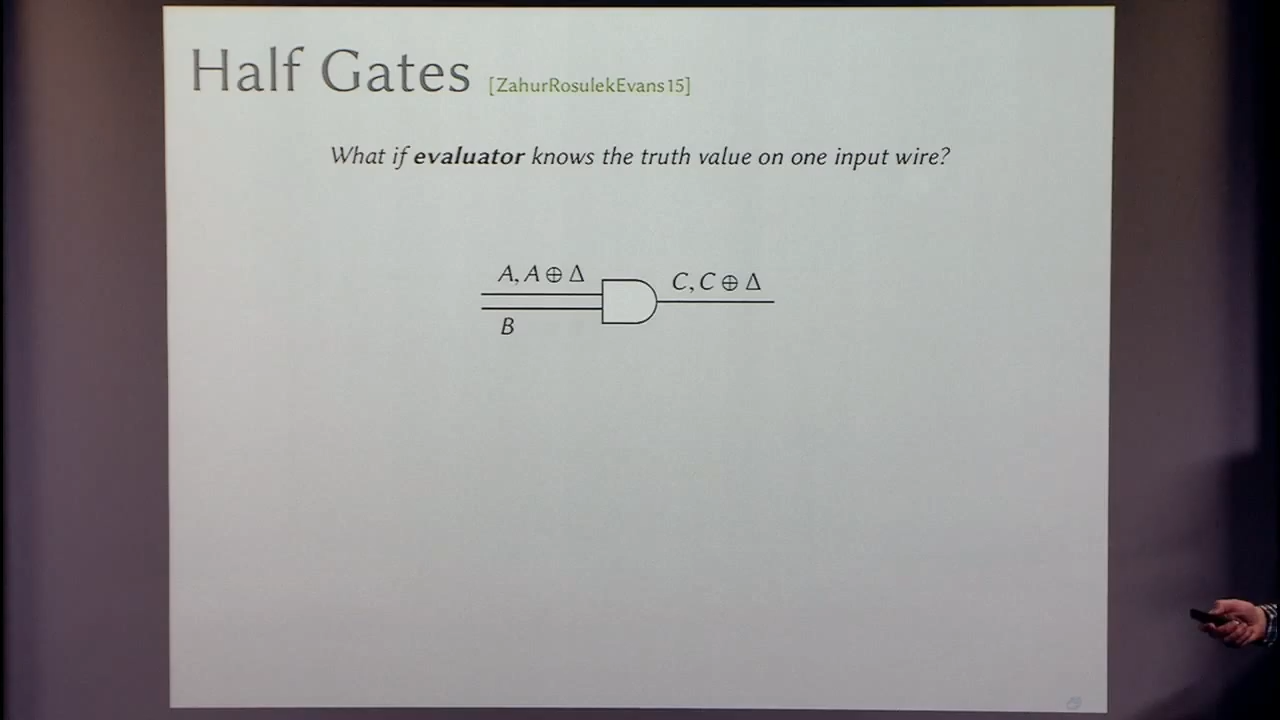 Half Gates [ZahurRosulekEvans15]
What if evaluator knows the truth value on one input wire?
A, A ⊕ Δ
C, C ⊕ Δ
B